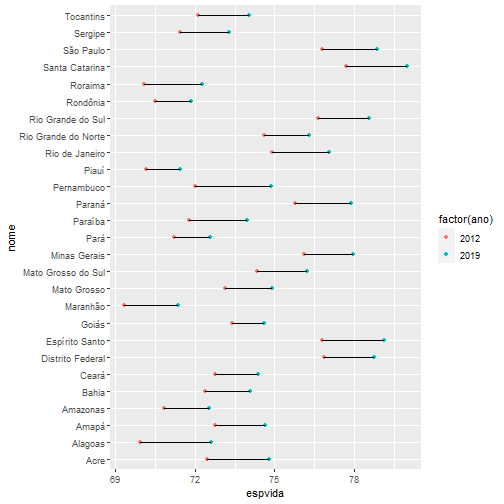 Tocantins
Sergipe
São Paulo
Santa Catarina
Roraima
Rondônia
Rio Grande do Sul
Rio Grande do Norte
Rio de Janeiro
Piaui
Pernambuco
Paraná
Paraíba
Pará
Minas Gerais
Mato Grosso do Sul
Mato Grosso
Maranhão
Goiás
Espírito Santo
Distrito Federal
Ceará
Bahia
Amazonas
Amapá
Alagoas
Acre
nome
69 72 75 78
espvida
factor(ano)
2012
2019